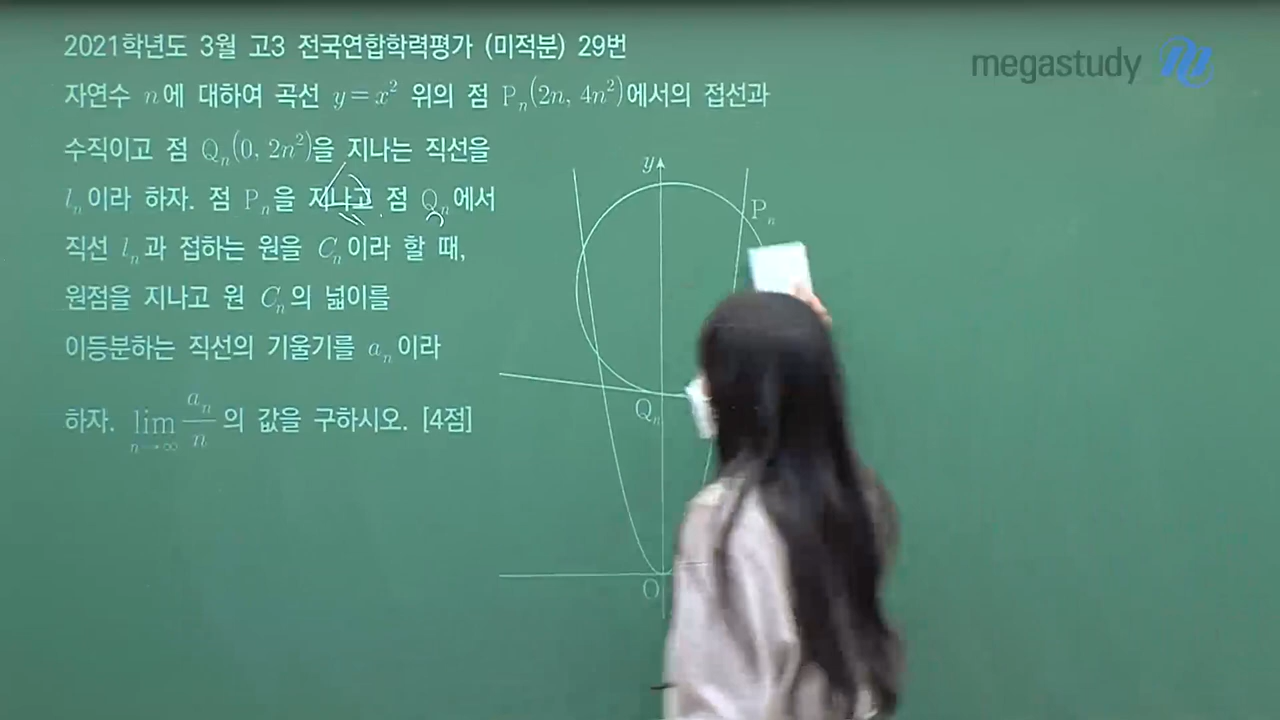 2021학년도 3월 고3 전국연합학력평가 (미적분) 29번
megastudy
자연수 n에 대하여 곡선 y=x² 위의 점 Pₙ(2n, 4n²)에서의 접선과
수직이고 점 Qₙ(0, 2n²)을 지나는 직선을
lₙ이라 하자. 점 Pₙ을 지나고 점 Qₙ에서
직선 lₙ과 접하는 원을 Cₙ이라 할 때,
원점을 지나고 원 Cₙ의 넓이를
이등분하는 직선의 기울기를 aₙ이라
하자. lim n→∞ aₙ/n 의 값을 구하시오. [4점]
y
Pₙ
Qₙ
O